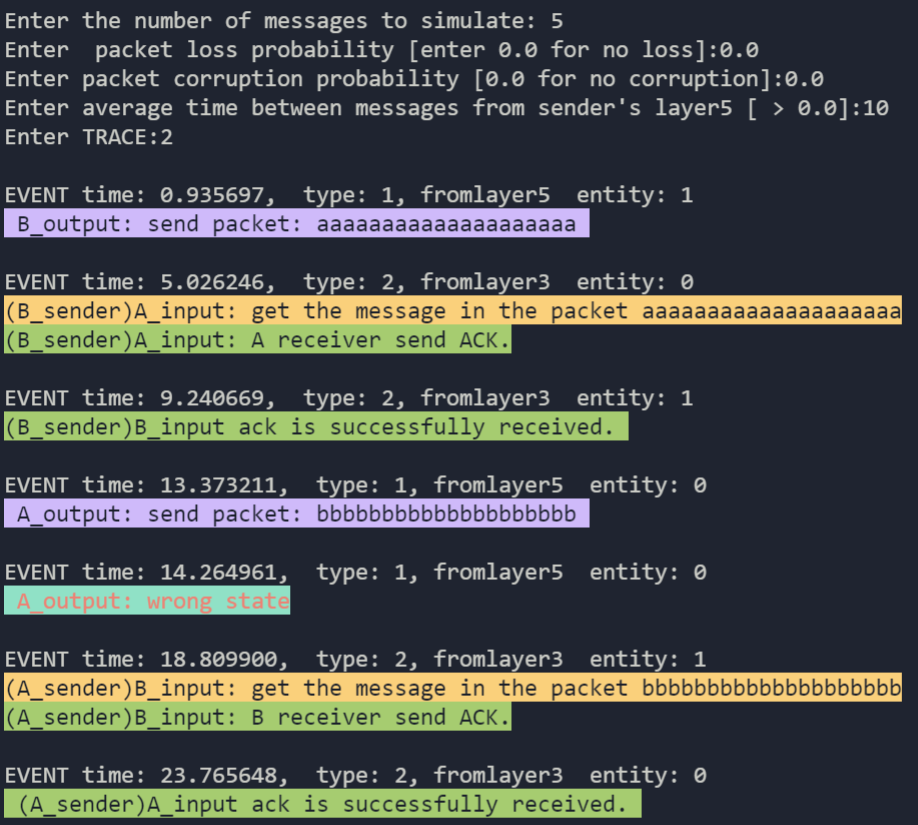 Enter the number of messages to simulate: 5
Enter  packet loss probability [enter 0.0 for no loss]:0.0
Enter packet corruption probability [0.0 for no corruption]:0.0
Enter average time between messages from sender's layer5 [ > 0.0]:10
Enter TRACE:2
EVENT time: 0.935697,  type: 1, fromlayer5  entity: 1
B_output: send packet: aaaaaaaaaaaaaaaaaaaa
EVENT time: 5.026246,  type: 2, fromlayer3  entity: 0
(B_sender)A_input: get the message in the packet aaaaaaaaaaaaaaaaaaaa
(B_sender)A_input: A receiver send ACK.
EVENT time: 9.240669,  type: 2, fromlayer3  entity: 1
(B_sender)B_input ack is successfully received.
EVENT time: 13.373211,  type: 1, fromlayer5  entity: 0
A_output: send packet: bbbbbbbbbbbbbbbbbbbb
EVENT time: 14.264961,  type: 1, fromlayer5  entity: 0
A_output: wrong state
EVENT time: 18.809900,  type: 2, fromlayer3  entity: 1
(A_sender)B_input: get the message in the packet bbbbbbbbbbbbbbbbbbbb
(A_sender)B_input: B receiver send ACK.
EVENT time: 23.765648,  type: 2, fromlayer3  entity: 0
(A_sender)A_input ack is successfully received.